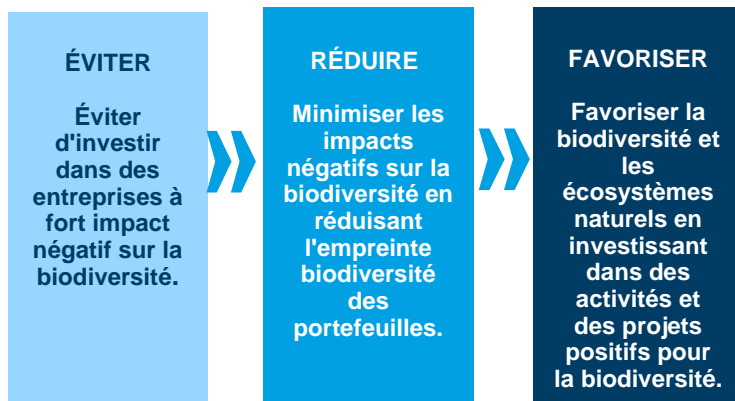 ÉVITER
Éviter
d'investir
dans des
entreprises à
fort impact
négatif sur la
biodiversité.
RÉDUIRE
Minimiser les
impacts
négatifs sur la
biodiversité en
réduisant
l'empreinte
biodiversité
des
portefeuilles.
FAVORISER
Favoriser la
biodiversité et
les
écosystèmes
naturels en
investissant
dans des
activités et
des projets
positifs pour
la biodiversité.